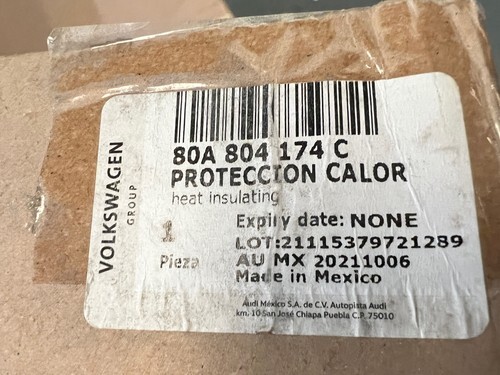 VOLKSWAGEN
GROUP
80A 804 174 C
PROTECCION CALOR
heat insulating
1
Pieza
Expiry date: NONE
LOT:21115379721289
AU MX 20211006
Made in Mexico
Audi México S.A. de C.V. Autopista Audi
km. 10 San José Chiapa Puebla C.P. 75010